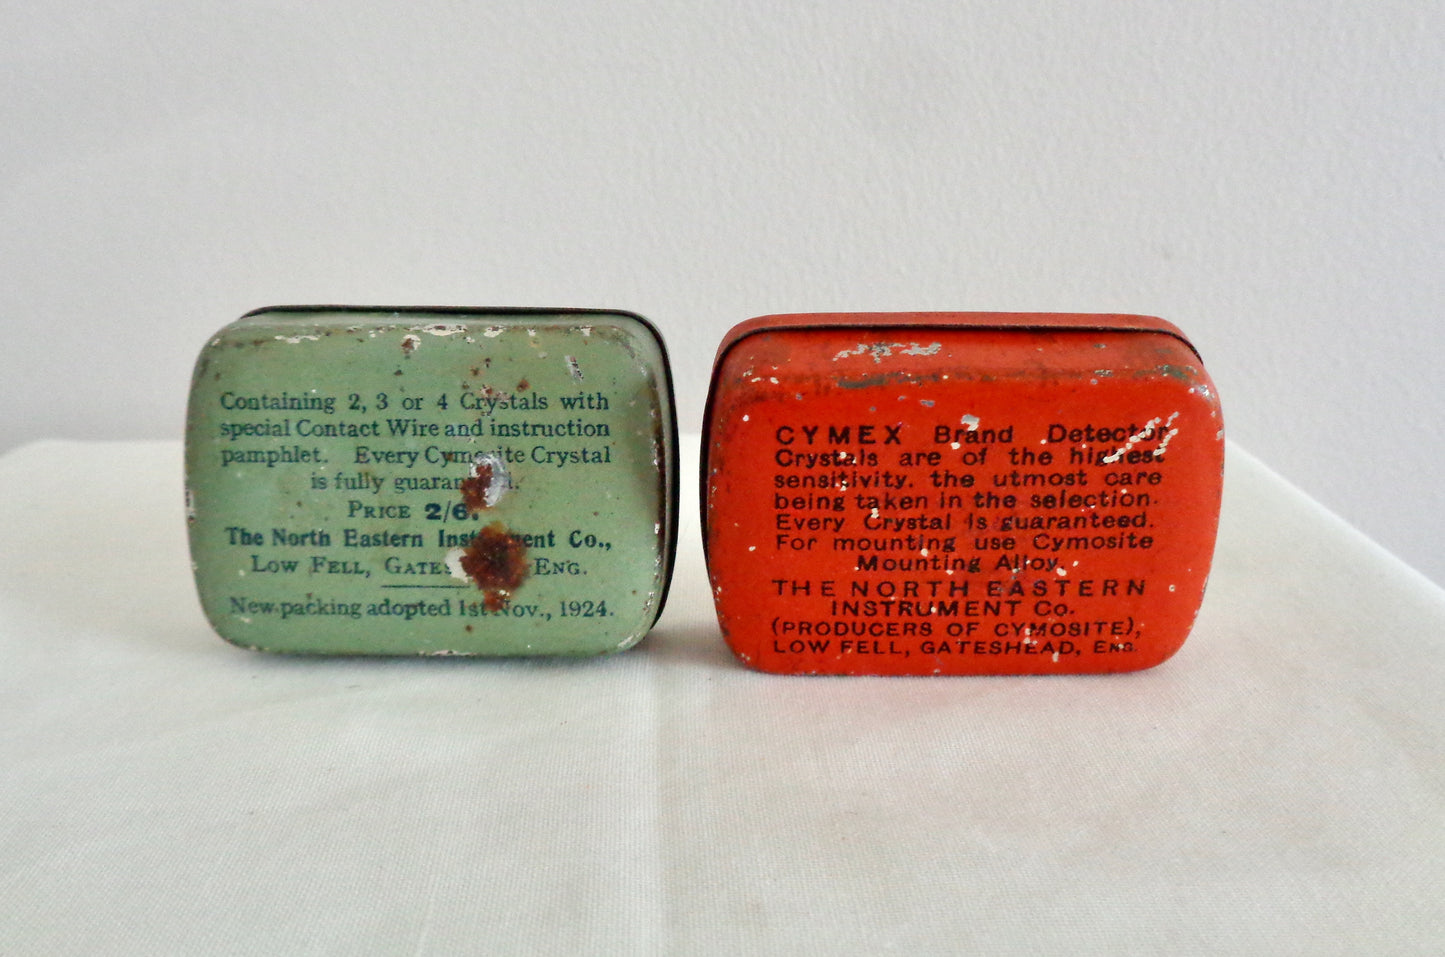 Containing 2, 3 or 4 Crystals with
special Contact Wire and instruction
pamphlet. Every Cymosite Crystal
is fully guaranteed.
PRICE 2/6.
The North Eastern Instrument Co.,
LOW FELL, GATESHEAD, ENG.
New packing adopted 1st Nov., 1924.
CYMEX Brand Detector
Crystals are of the highest
sensitivity. the utmost care
being taken in the selection.
Every Crystal is guaranteed.
For mounting use Cymosite
Mounting Alloy.
THE NORTH EASTERN
INSTRUMENT Co.
(PRODUCERS OF CYMOSITE),
LOW FELL, GATESHEAD, ENG.